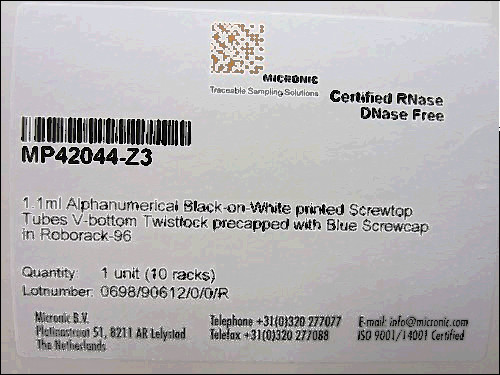 MICRONIC
Traceable Sampling Solutions
Certified RNase
DNase Free
MP42044-Z3
1.1ml Alphanumerical Black-on-White printed Screwtop
Tubes V-bottom Twistlock precapped with Blue Screwcap
in Roborack-96
Quantity: 1 unit (10 racks)
Lotnumber: 0698/90612/0/0/R
Micronic B.V.
Platinastraat 51, 8211 AR Lelystad
The Netherlands
Telephone +31(0)320 277077
Telefax +31(0)320 277088
E-mail: info@micronic.com
ISO 9001/14001 Certified